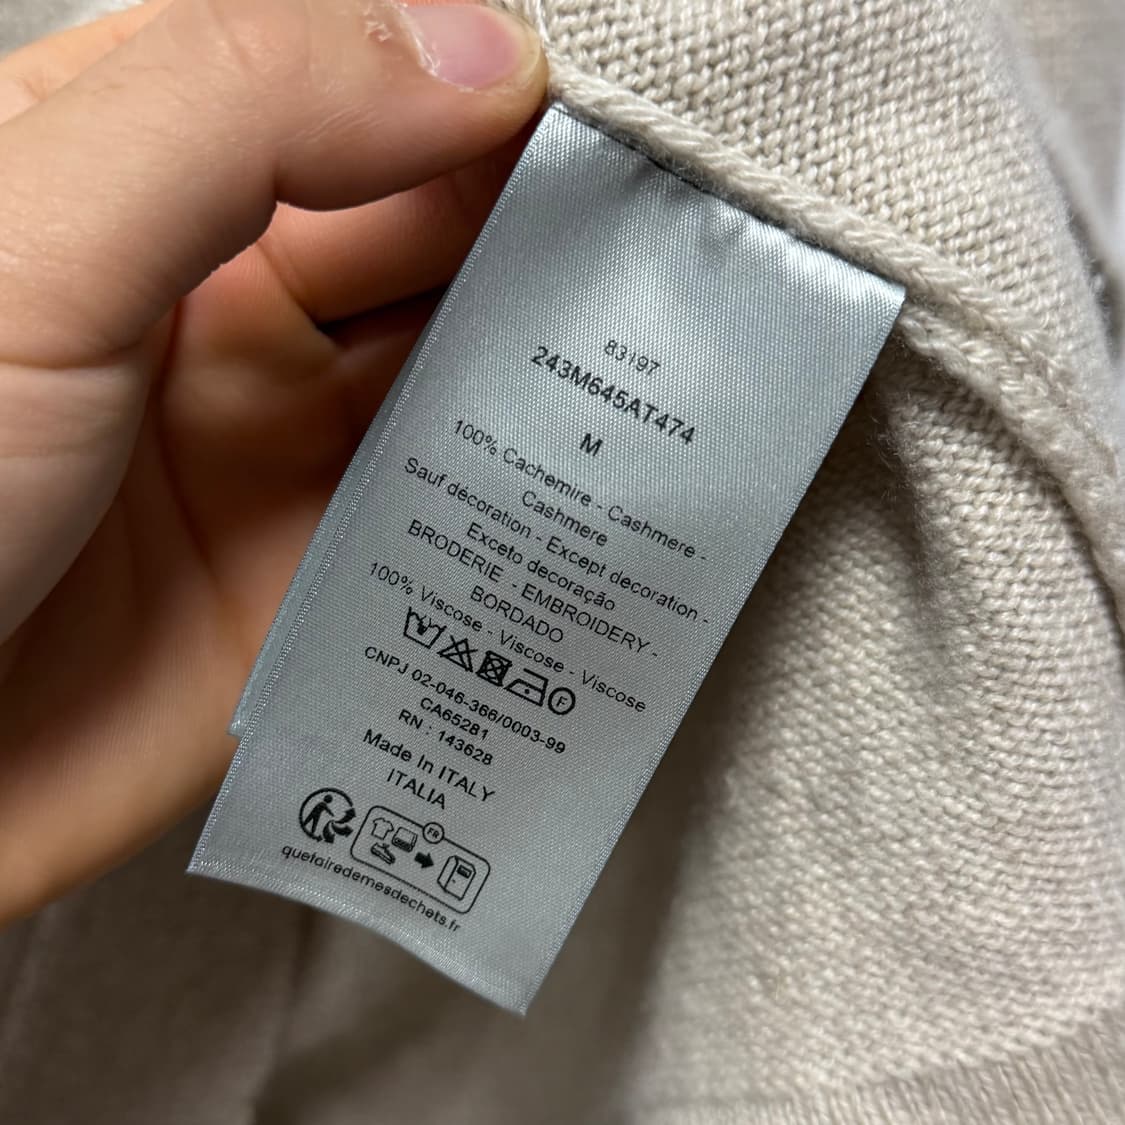 83197
243M645AT474
M
100% Cachemire - Cashmere -
Cashmere
Sauf décoration - Except decoration -
Exceto decoração
BRODERIE - EMBROIDERY -
BORDADO
100% Viscose - Viscose - Viscose
F
CNPJ 02-046-366/0003-99
CA65281
RN : 143628
Made In ITALY
ITALIA
FR
quefairedemesdechets.fr